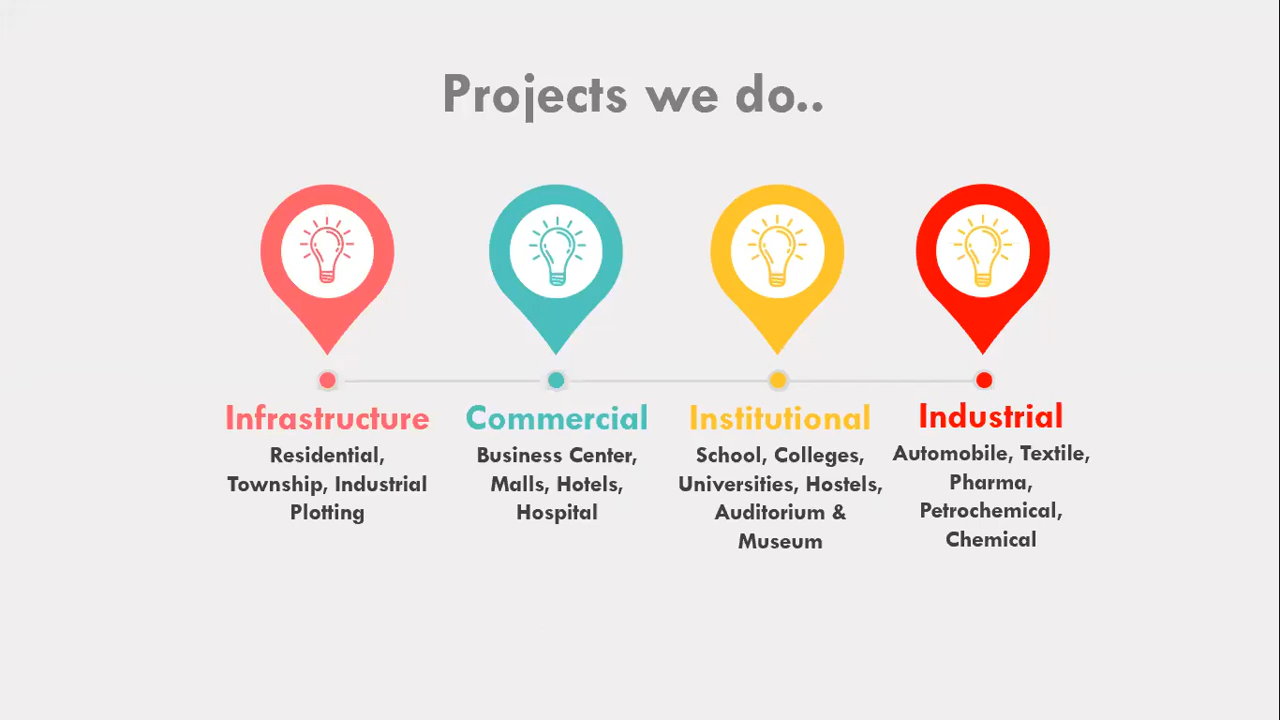 Projects we do..
Infrastructure
Residential,
Township, Industrial
Plotting
Commercial
Business Center,
Malls, Hotels,
Hospital
Institutional
School, Colleges,
Universities, Hostels,
Auditorium &
Museum
Industrial
Automobile, Textile,
Pharma,
Petrochemical,
Chemical